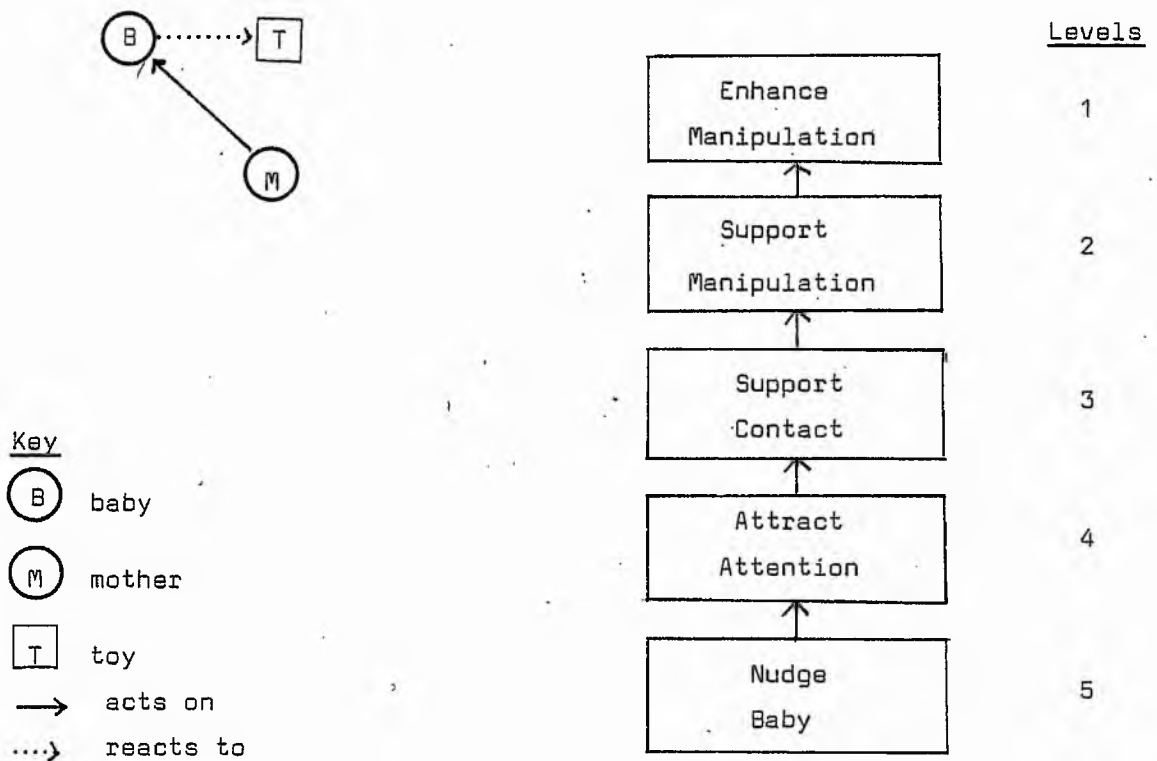 B
T
M
Levels
Enhance
Manipulation
1
Support
Manipulation
2
Support
Contact
3
Attract
Attention
4
Nudge
Baby
5
Key
B baby
M mother
T toy
acts on
reacts to